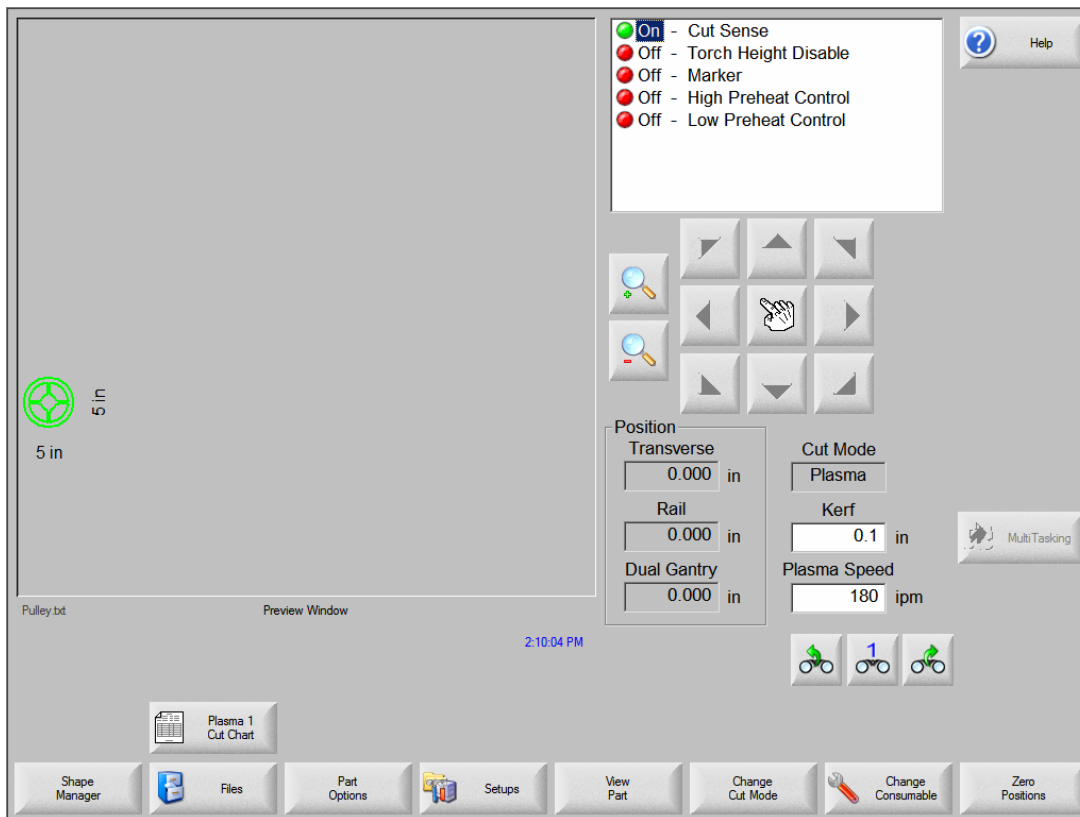 On - Cut Sense
Off - Torch Height Disable
Off - Marker
Off - High Preheat Control
Off - Low Preheat Control
Help
5 in
5 in
Position
Transverse
0.000 in
Rail
0.000 in
Dual Gantry
0.000 in
Cut Mode
Plasma
Kerf
0.1 in
Plasma Speed
180 ipm
MultiTasking
Pulley.txt
Preview Window
2:10:04 PM
1
Plasma 1
Cut Chart
Shape
Manager
Files
Part
Options
Setups
View
Part
Change
Cut Mode
Change
Consumable
Zero
Positions